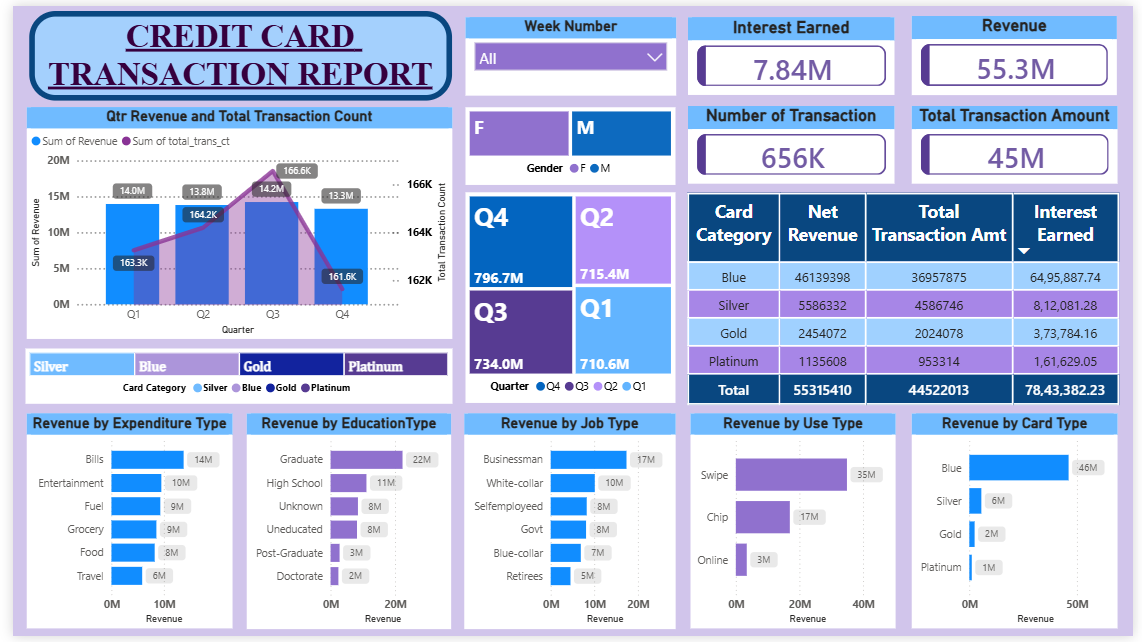 CREDIT CARD
TRANSACTION REPORT
Week Number
All
Interest Earned
7.84M
Revenue
55.3M
Number of Transaction
656K
Total Transaction Amount
45M
Qtr Revenue and Total Transaction Count
Sum of Revenue Sum of total_trans_ct
20M
15M
10M
5M
0M
Sum of Revenue
14.0M
13.8M
14.2M
13.3M
163.3K
164.2K
166.6K
161.6K
166K
164K
162K
Total Transaction Count
Q1 Q2 Q3 Q4
Quarter
F M
Gender F M
Q4
796.7M
Q2
715.4M
Q3
734.0M
Q1
710.6M
Quarter Q4 Q3 Q2 Q1
Silver Blue Gold Platinum
Card Category Silver Blue Gold Platinum
Card Category Net Revenue Total Transaction Amt Interest Earned
Blue 46139398 36957875 64,95,887.74
Silver 5586332 4586746 8,12,081.28
Gold 2454072 2024078 3,73,784.16
Platinum 1135608 953314 1,61,629.05
Total 55315410 44522013 78,43,382.23
Revenue by Expenditure Type
Bills 14M
Entertainment 10M
Fuel 9M
Grocery 9M
Food 8M
Travel 6M
0M 10M
Revenue
Revenue by EducationType
Graduate 22M
High School 11M
Unknown 8M
Uneducated 8M
Post-Graduate 3M
Doctorate 2M
0M 20M
Revenue
Revenue by Job Type
Businessman 17M
White-collar 10M
Selfemployeed 8M
Govt 8M
Blue-collar 7M
Retirees 5M
0M 10M 20M
Revenue
Revenue by Use Type
Swipe 35M
Chip 17M
Online 3M
0M 20M 40M
Revenue
Revenue by Card Type
Blue 46M
Silver 6M
Gold 2M
Platinum 1M
0M 50M
Revenue